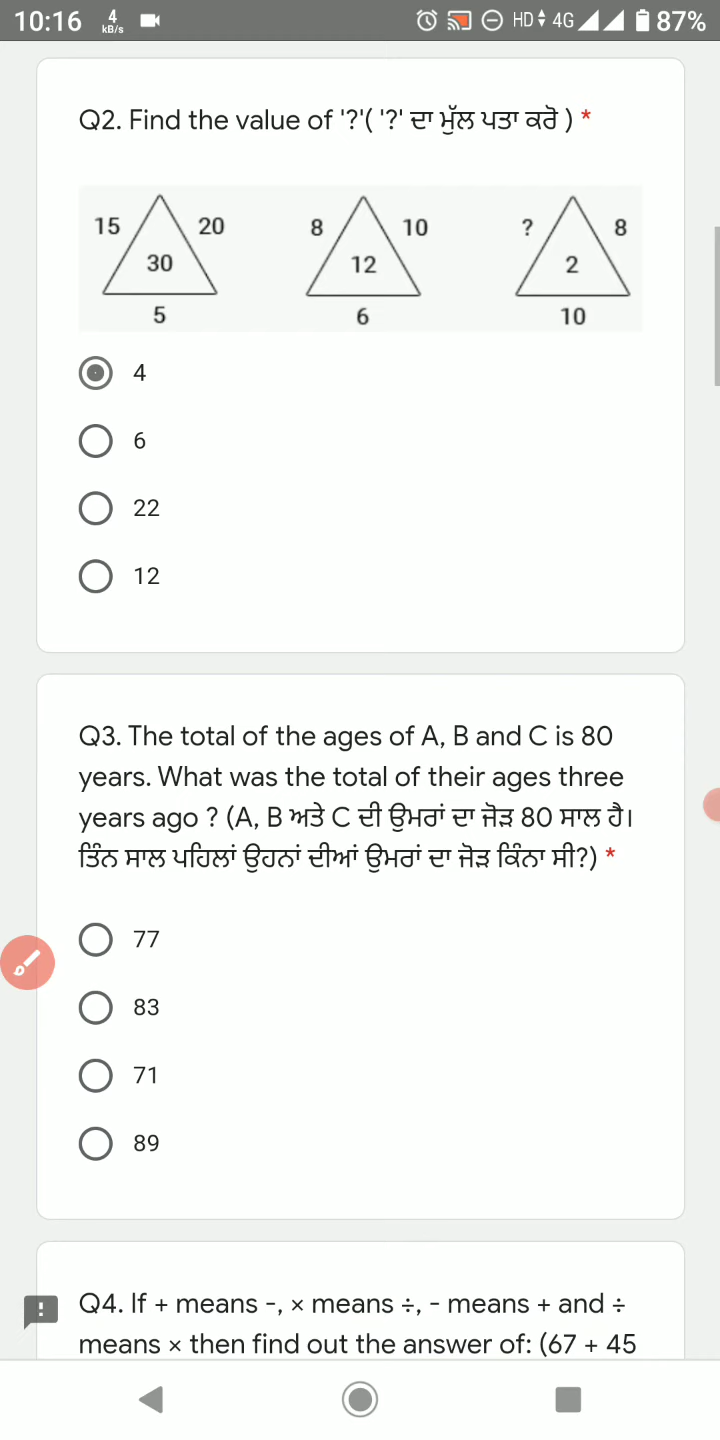 10:16 4 kB/s HD 4G 87%
Q2. Find the value of '?'( '?' ਦਾ ਮੁੱਲ ਪਤਾ ਕਰੋ ) *
15 20 8 10 ? 8
30 12 2
5 6 10
4
6
22
12
Q3. The total of the ages of A, B and C is 80
years. What was the total of their ages three
years ago ? (A, B ਅਤੇ C ਦੀ ਉਮਰਾਂ ਦਾ ਜੋੜ 80 ਸਾਲ ਹੈ।
ਤਿੰਨ ਸਾਲ ਪਹਿਲਾਂ ਉਹਨਾਂ ਦੀਆਂ ਉਮਰਾਂ ਦਾ ਜੋੜ ਕਿੰਨਾ ਸੀ?) *
77
83
71
89
Q4. If + means -, × means ÷, - means + and ÷
means × then find out the answer of: (67 + 45